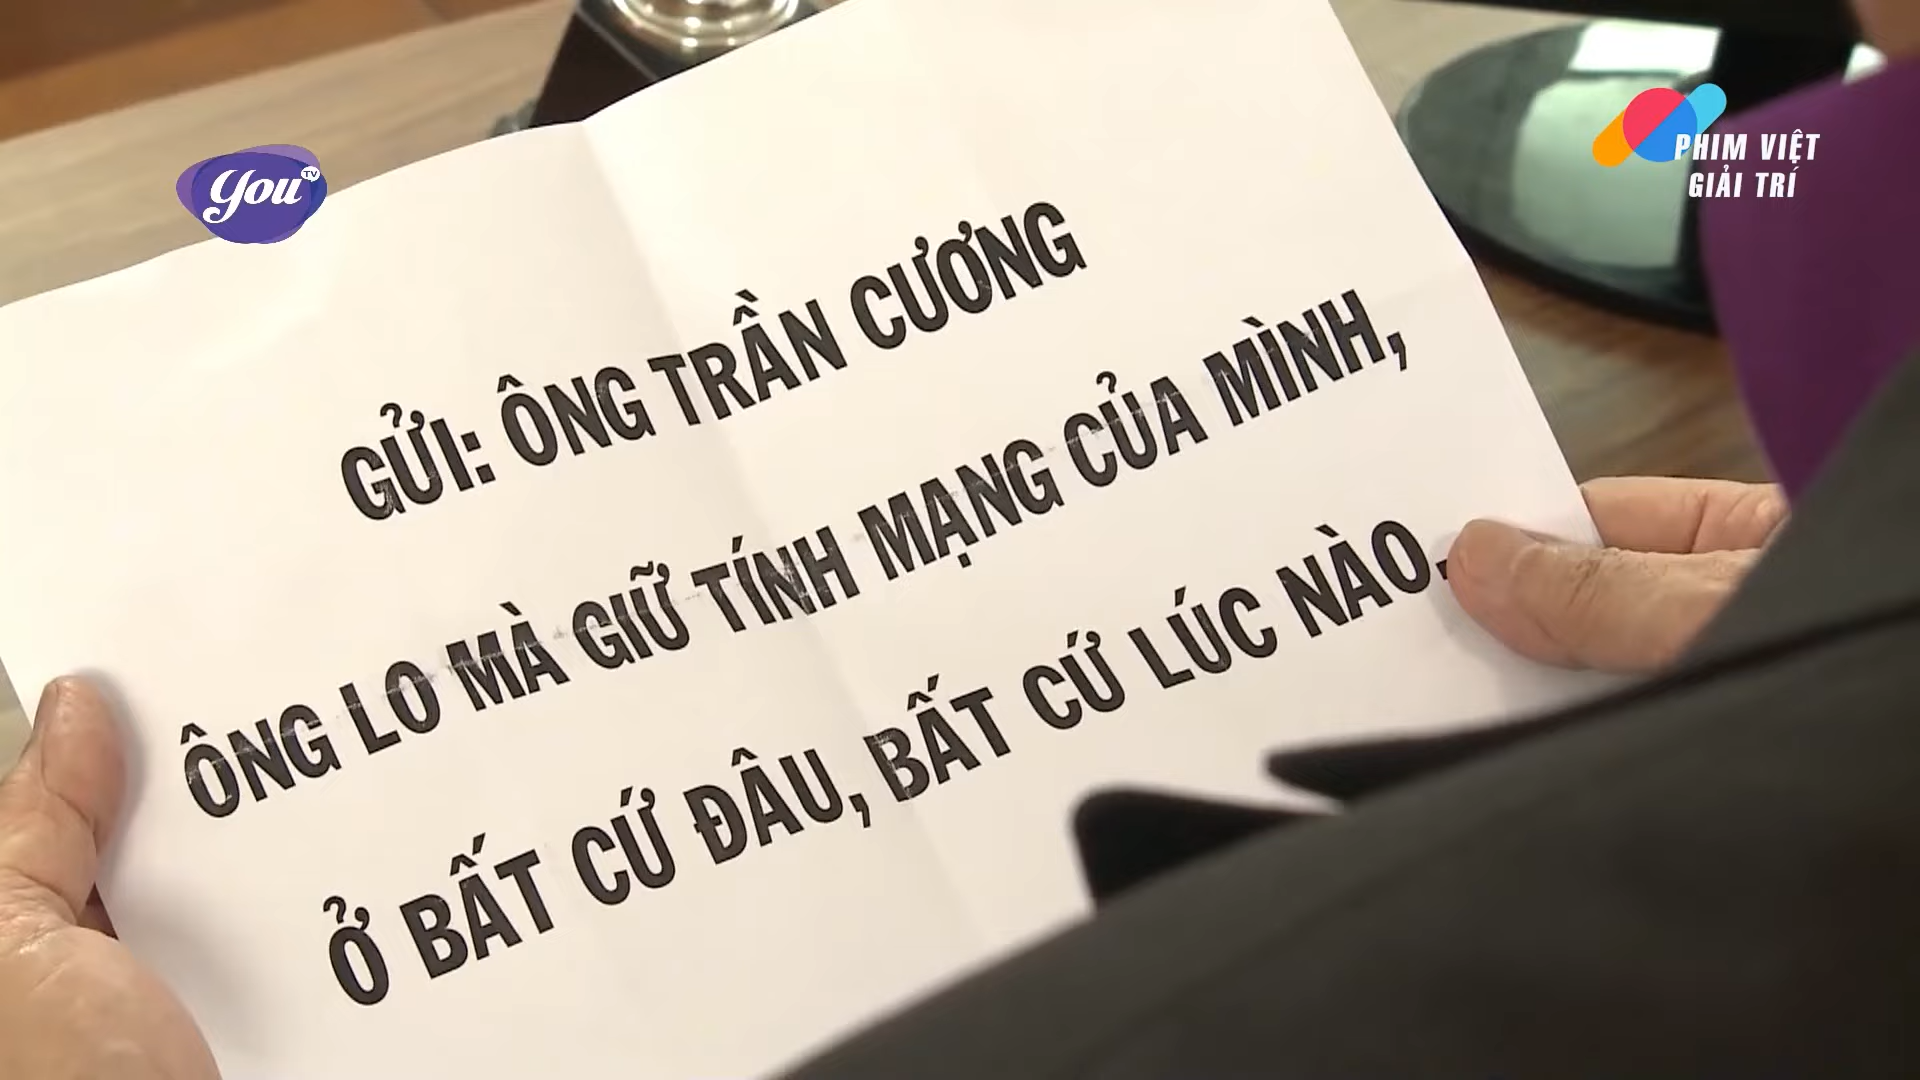 you TV
PHIM VIỆT
GIẢI TRÍ
GỬI: ÔNG TRẦN CƯƠNG
ÔNG LO MÀ GIỮ TÍNH MẠNG CỦA MÌNH,
Ở BẤT CỨ ĐÂU, BẤT CỨ LÚC NÀO.